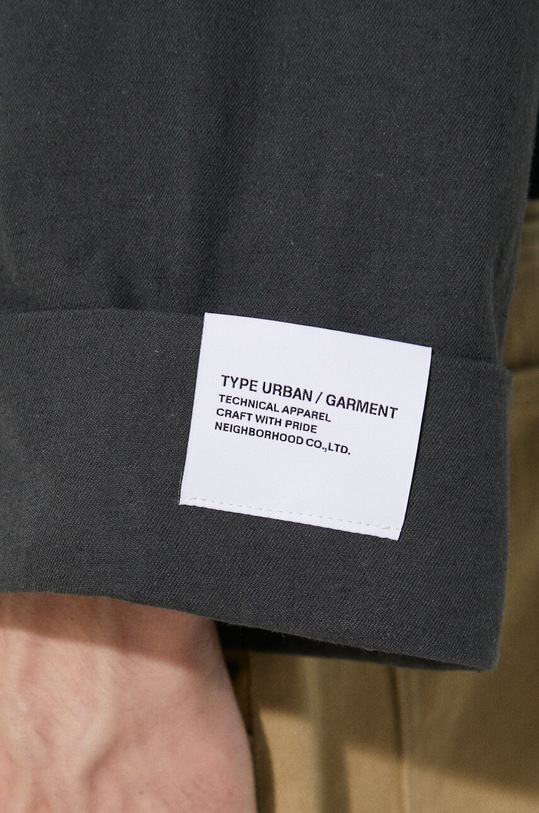 TYPE URBAN / GARMENT
TECHNICAL APPAREL
CRAFT WITH PRIDE
NEIGHBORHOOD CO.,LTD.